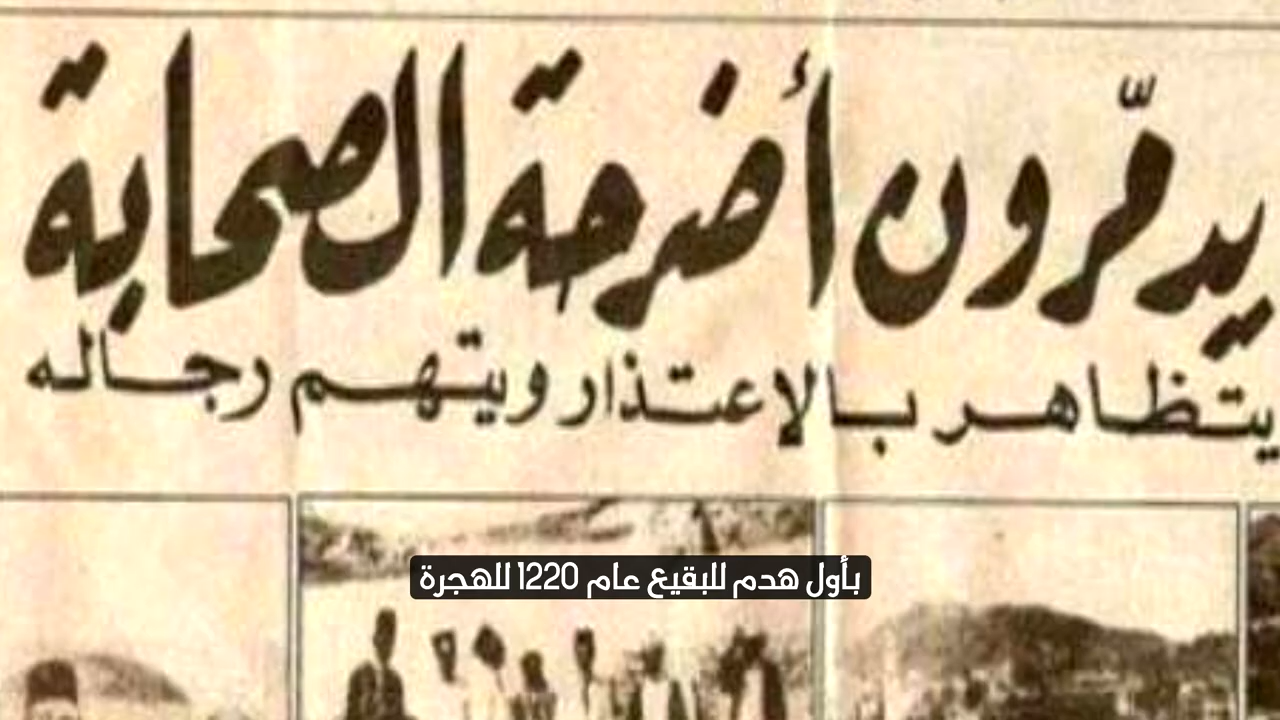 يدمّرون أضرحة الصحابة
يتظاهر بالاعتذار ويتهم رجاله
بأول هدم للبقيع عام 1220 للهجرة